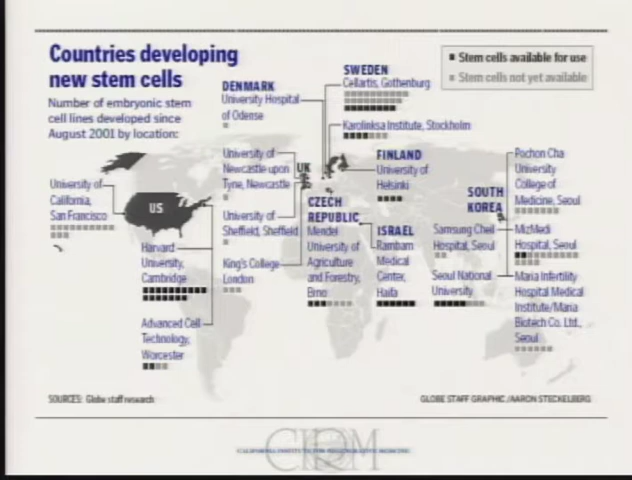 Countries developing
new stem cells
Number of embryonic stem
cell lines developed since
August 2001 by location:
Stem cells available for use
Stem cells not yet available
DENMARK
University Hospital
of Odense
SWEDEN
Cellartis, Gothenburg
Karolinksa Institute, Stockholm
University of
Newcastle upon
Tyne, Newcastle
UK
FINLAND
University of
Helsinki
Pochon Cha
University
College of
Medicine, Seoul
University of
California,
San Francisco
US
University of
Sheffield, Sheffield
CZECH
REPUBLIC
Mendel
University of
Agriculture
and Forestry,
Brno
ISRAEL
Rambam
Medical
Center,
Haifa
SOUTH
KOREA
Samsung Cheil
Hospital, Seoul
MizMedi
Hospital, Seoul
Harvard
University,
Cambridge
King's College
London
Seoul National
University
Maria Infertility
Hospital Medical
Institute/Maria
Biotech Co. Ltd.,
Seoul
Advanced Cell
Technology,
Worcester
SOURCES: Globe staff research
GLOBE STAFF GRAPHIC/AARON STECKELBERG
CIRM
CALIFORNIA INSTITUTE FOR REGENERATIVE MEDICINE